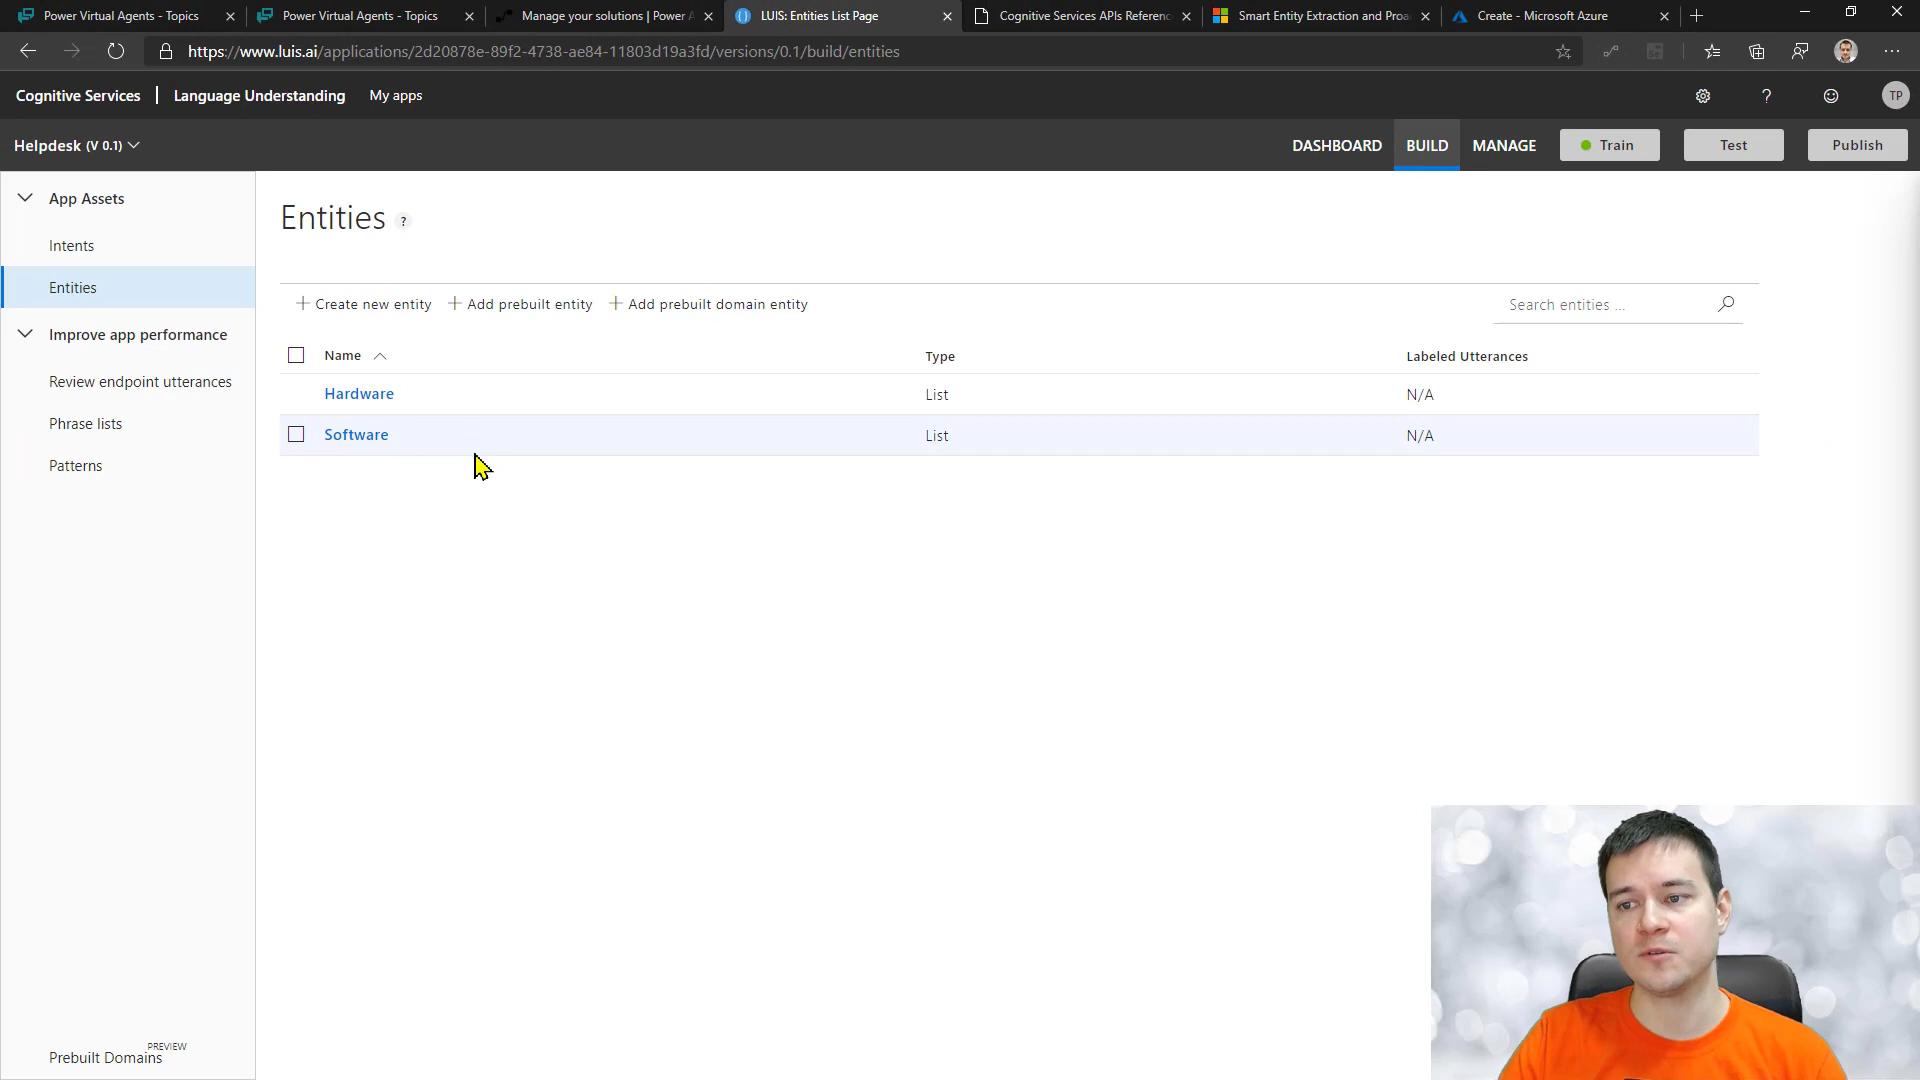 Power Virtual Agents - Topics
Power Virtual Agents - Topics
Manage your solutions | Power A
LUIS: Entities List Page
Cognitive Services APIs Referenc
Smart Entity Extraction and Proa
Create - Microsoft Azure
https://www.luis.ai/applications/2d20878e-89f2-4738-ae84-11803d19a3fd/versions/0.1/build/entities
Cognitive Services | Language Understanding My apps
? TP
Helpdesk (V 0.1)
DASHBOARD BUILD MANAGE Train Test Publish
App Assets
Intents
Entities
Improve app performance
Review endpoint utterances
Phrase lists
Patterns
PREVIEW
Prebuilt Domains
Entities ?
+ Create new entity + Add prebuilt entity + Add prebuilt domain entity
Search entities ...
Name Type Labeled Utterances
Hardware List N/A
Software List N/A